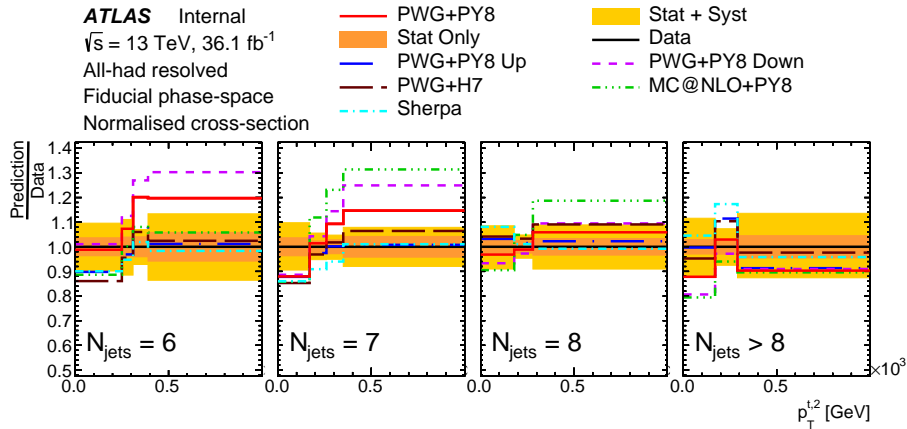 ATLAS Internal
√s = 13 TeV, 36.1 fb⁻¹
All-had resolved
Fiducial phase-space
Normalised cross-section
PWG+PY8
Stat Only
PWG+PY8 Up
PWG+H7
Sherpa
Stat + Syst
Data
PWG+PY8 Down
MC@NLO+PY8
Prediction
Data
1.4
1.3
1.2
1.1
1.0
0.9
0.8
0.7
0.6
0.5
N_jets = 6
N_jets = 7
N_jets = 8
N_jets > 8
0.0 0.5 0.0 0.5 0.0 0.5 0.0 0.5
×10³
p_T^{t,2} [GeV]